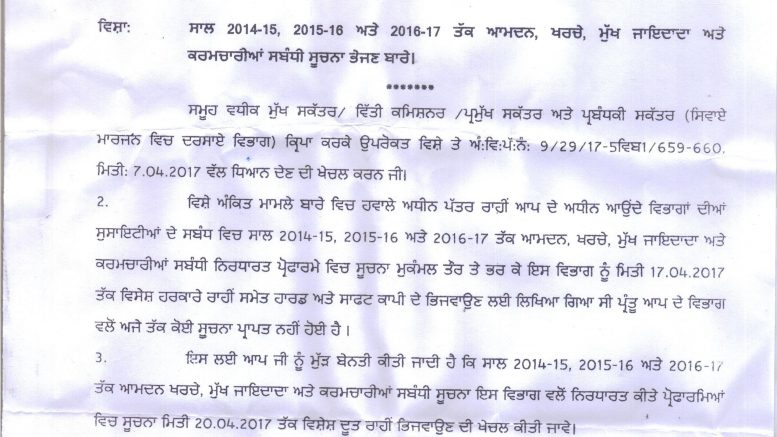 ਵਿਸ਼ਾ: ਸਾਲ 2014-15, 2015-16 ਅਤੇ 2016-17 ਤੱਕ ਆਮਦਨ, ਖਰਚੇ, ਮੁੱਖ ਜਾਇਦਾਦਾ ਅਤੇ
ਕਰਮਚਾਰੀਆਂ ਸਬੰਧੀ ਸੂਚਨਾ ਭੇਜਣ ਬਾਰੇ।
*******
ਸਮੂਹ ਵਧੀਕ ਮੁੱਖ ਸਕੱਤਰ/ ਵਿੱਤੀ ਕਮਿਸ਼ਨਰ /ਪ੍ਰਮੁੱਖ ਸਕੱਤਰ ਅਤੇ ਪ੍ਰਬੰਧਕੀ ਸਕੱਤਰ (ਸਿਵਾਏ
ਮਾਰਜਨ ਵਿਚ ਦਰਸਾਏ ਵਿਭਾਗ) ਕ੍ਰਿਪਾ ਕਰਕੇ ਉਪਰੋਕਤ ਵਿਸ਼ੇ ਤੇ ਅੰ:ਵਿ:ਪੱ:ਨੰ: 9/29/17-5ਵਿਬ1/659-660,
ਮਿਤੀ: 7.04.2017 ਵੱਲ ਧਿਆਨ ਦੇਣ ਦੀ ਖੇਚਲ ਕਰਨ ਜੀ।
2. ਵਿਸ਼ੇ ਅੰਕਿਤ ਮਾਮਲੇ ਬਾਰੇ ਵਿਚ ਹਵਾਲੇ ਅਧੀਨ ਪੱਤਰ ਰਾਹੀਂ ਆਪ ਦੇ ਅਧੀਨ ਆਉਂਦੇ ਵਿਭਾਗਾਂ ਦੀਆਂ
ਸੁਸਾਇਟੀਆਂ ਦੇ ਸਬੰਧ ਵਿਚ ਸਾਲ 2014-15, 2015-16 ਅਤੇ 2016-17 ਤੱਕ ਆਮਦਨ, ਖਰਚੇ, ਮੁੱਖ ਜਾਇਦਾਦਾ ਅਤੇ
ਕਰਮਚਾਰੀਆਂ ਸਬੰਧੀ ਨਿਰਧਾਰਤ ਪ੍ਰੋਫਾਰਮੇ ਵਿਚ ਸੂਚਨਾ ਮੁਕੰਮਲ ਤੌਰ ਤੇ ਭਰ ਕੇ ਇਸ ਵਿਭਾਗ ਨੂੰ ਮਿਤੀ 17.04.2017
ਤੱਕ ਵਿਸੇਸ਼ ਹਰਕਾਰੇ ਰਾਹੀਂ ਸਮੇਤ ਹਾਰਡ ਅਤੇ ਸਾਫਟ ਕਾਪੀ ਦੇ ਭਿਜਵਾਉਣ ਲਈ ਲਿਖਿਆ ਗਿਆ ਸੀ ਪ੍ਰੰਤੂ ਆਪ ਦੇ ਵਿਭਾਗ
ਵਲੋਂ ਅਜੇ ਤੱਕ ਕੋਈ ਸੂਚਨਾ ਪ੍ਰਾਪਤ ਨਹੀਂ ਹੋਈ ਹੈ।
3. ਇਸ ਲਈ ਆਪ ਜੀ ਨੂੰ ਮੁੱੜ ਬੇਨਤੀ ਕੀਤੀ ਜਾਦੀ ਹੈ ਕਿ ਸਾਲ 2014-15, 2015-16 ਅਤੇ 2016-17
ਤੱਕ ਆਮਦਨ ਖਰਚੇ, ਮੁੱਖ ਜਾਇਦਾਦਾ ਅਤੇ ਕਰਮਚਾਰੀਆਂ ਸਬੰਧੀ ਸੂਚਨਾ ਇਸ ਵਿਭਾਗ ਵਲੋਂ ਨਿਰਧਾਰਤ ਕੀਤੇ ਪ੍ਰੋਫਾਰਮਿਆ
ਵਿਚ ਸੂਚਨਾ ਮਿਤੀ 20.04.2017 ਤੱਕ ਵਿਸ਼ੇਸ਼ ਦੂਤ ਰਾਹੀਂ ਭਿਜਵਾਉਣ ਦੀ ਖੇਚਲ ਕੀਤੀ ਜਾਵੇ।